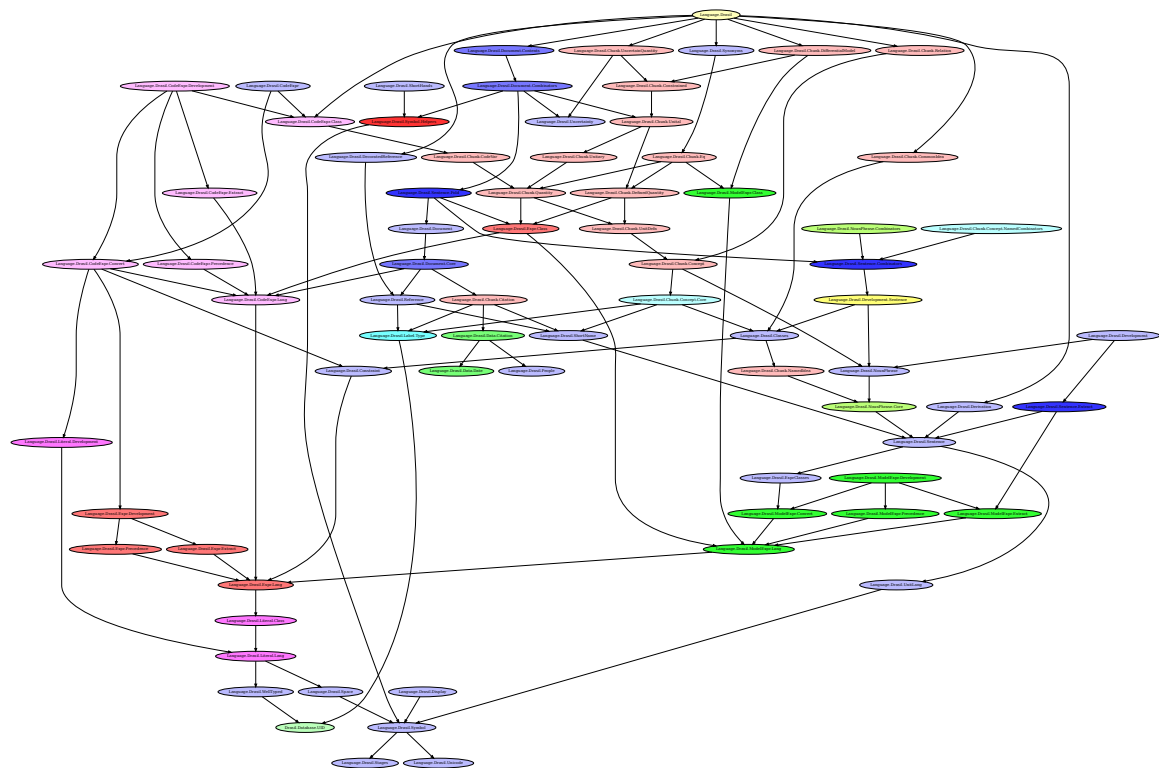 Language.Drasil
Language.Drasil.Document.Contents
Language.Drasil.Chunk.UncertainQuantity
Language.Drasil.Synonyms
Language.Drasil.Chunk.DifferentialModel
Language.Drasil.Chunk.Relation
Language.Drasil.CodeExpr.Development
Language.Drasil.CodeExpr
Language.Drasil.ShortHands
Language.Drasil.Document.Combinators
Language.Drasil.Chunk.Constrained
Language.Drasil.CodeExpr.Class
Language.Drasil.Symbol.Helpers
Language.Drasil.Uncertainty
Language.Drasil.Chunk.Unital
Language.Drasil.DecoratedReference
Language.Drasil.Chunk.CodeVar
Language.Drasil.Chunk.Unitary
Language.Drasil.Chunk.Eq
Language.Drasil.Chunk.CommonIdea
Language.Drasil.CodeExpr.Extract
Language.Drasil.Chunk.Quantity
Language.Drasil.Chunk.DefinedQuantity
Language.Drasil.ModelExpr.Class
Language.Drasil.Document
Language.Drasil.Expr.Class
Language.Drasil.Chunk.UnitDefn
Language.Drasil.NounPhrase.Combinators
Language.Drasil.Chunk.Concept.NamedCombinators
Language.Drasil.CodeExpr.Convert
Language.Drasil.CodeExpr.Precedence
Language.Drasil.Document.Core
Language.Drasil.Chunk.Concept
Language.Drasil.Sentence.Combinators
Language.Drasil.CodeExpr.Lang
Language.Drasil.Reference
Language.Drasil.Chunk.Citation
Language.Drasil.Chunk.Concept.Core
Language.Drasil.Development.Sentence
Language.Drasil.Label.Type
Language.Drasil.Data.Citation
Language.Drasil.ShortName
Language.Drasil.Classes
Language.Drasil.Development
Language.Drasil.Constraint
Language.Drasil.Data.Date
Language.Drasil.People
Language.Drasil.Chunk.NamedIdea
Language.Drasil.NounPhrase
Language.Drasil.NounPhrase.Core
Language.Drasil.Derivation
Language.Drasil.Sentence.Extract
Language.Drasil.Literal.Development
Language.Drasil.Sentence
Language.Drasil.ExprClasses
Language.Drasil.ModelExpr.Development
Language.Drasil.Expr.Development
Language.Drasil.ModelExpr.Convert
Language.Drasil.ModelExpr.Precedence
Language.Drasil.ModelExpr.Extract
Language.Drasil.Expr.Precedence
Language.Drasil.Expr.Extract
Language.Drasil.ModelExpr.Lang
Language.Drasil.Expr.Lang
Language.Drasil.UnitLang
Language.Drasil.Literal.Class
Language.Drasil.Literal.Lang
Language.Drasil.WellTyped
Language.Drasil.Space
Language.Drasil.Display
Drasil.Database.UID
Language.Drasil.Symbol
Language.Drasil.Stages
Language.Drasil.Unicode